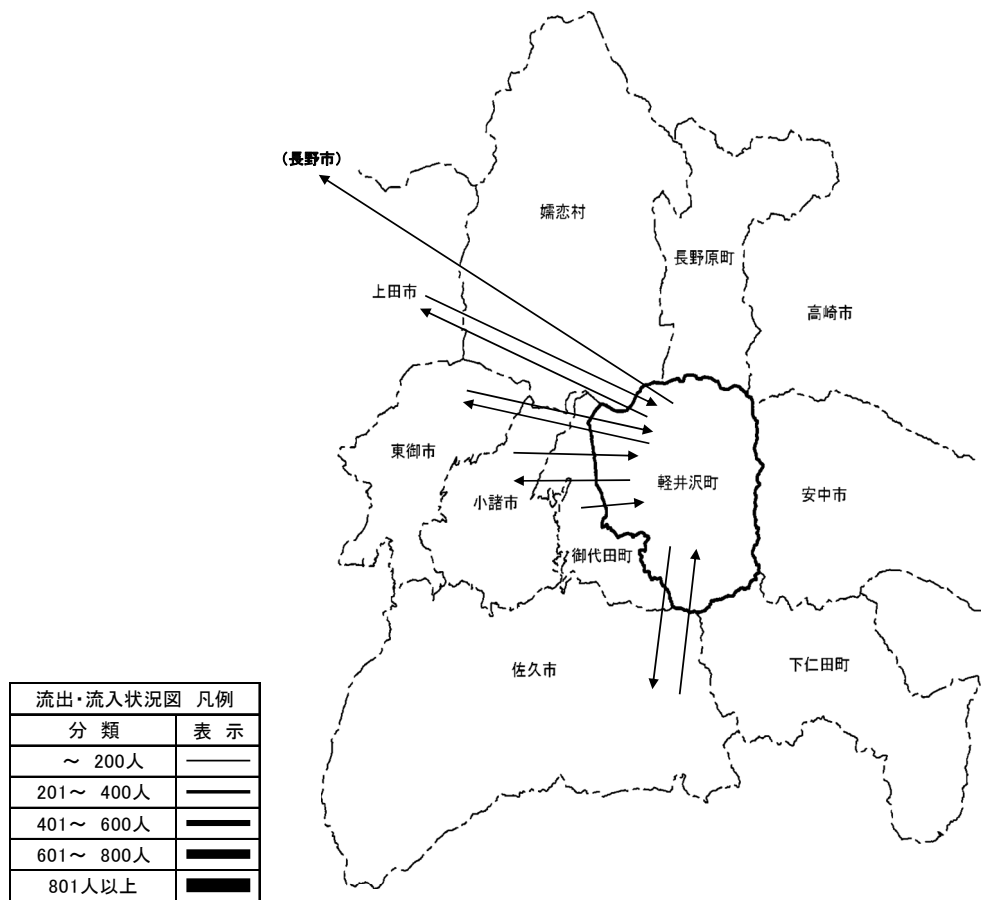 （長野市）
嬬恋村
長野原町
上田市
高崎市
東御市
軽井沢町
小諸市
安中市
御代田町
佐久市
下仁田町
流出・流入状況図 凡例
分 類 表 示
～ 200人
201～ 400人
401～ 600人
601～ 800人
801人以上